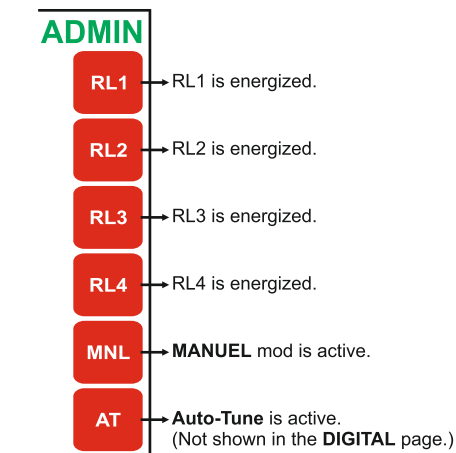 ADMIN
RL1 RL1 is energized.
RL2 RL2 is energized.
RL3 RL3 is energized.
RL4 RL4 is energized.
MNL MANUEL mod is active.
AT Auto-Tune is active.
(Not shown in the DIGITAL page.)